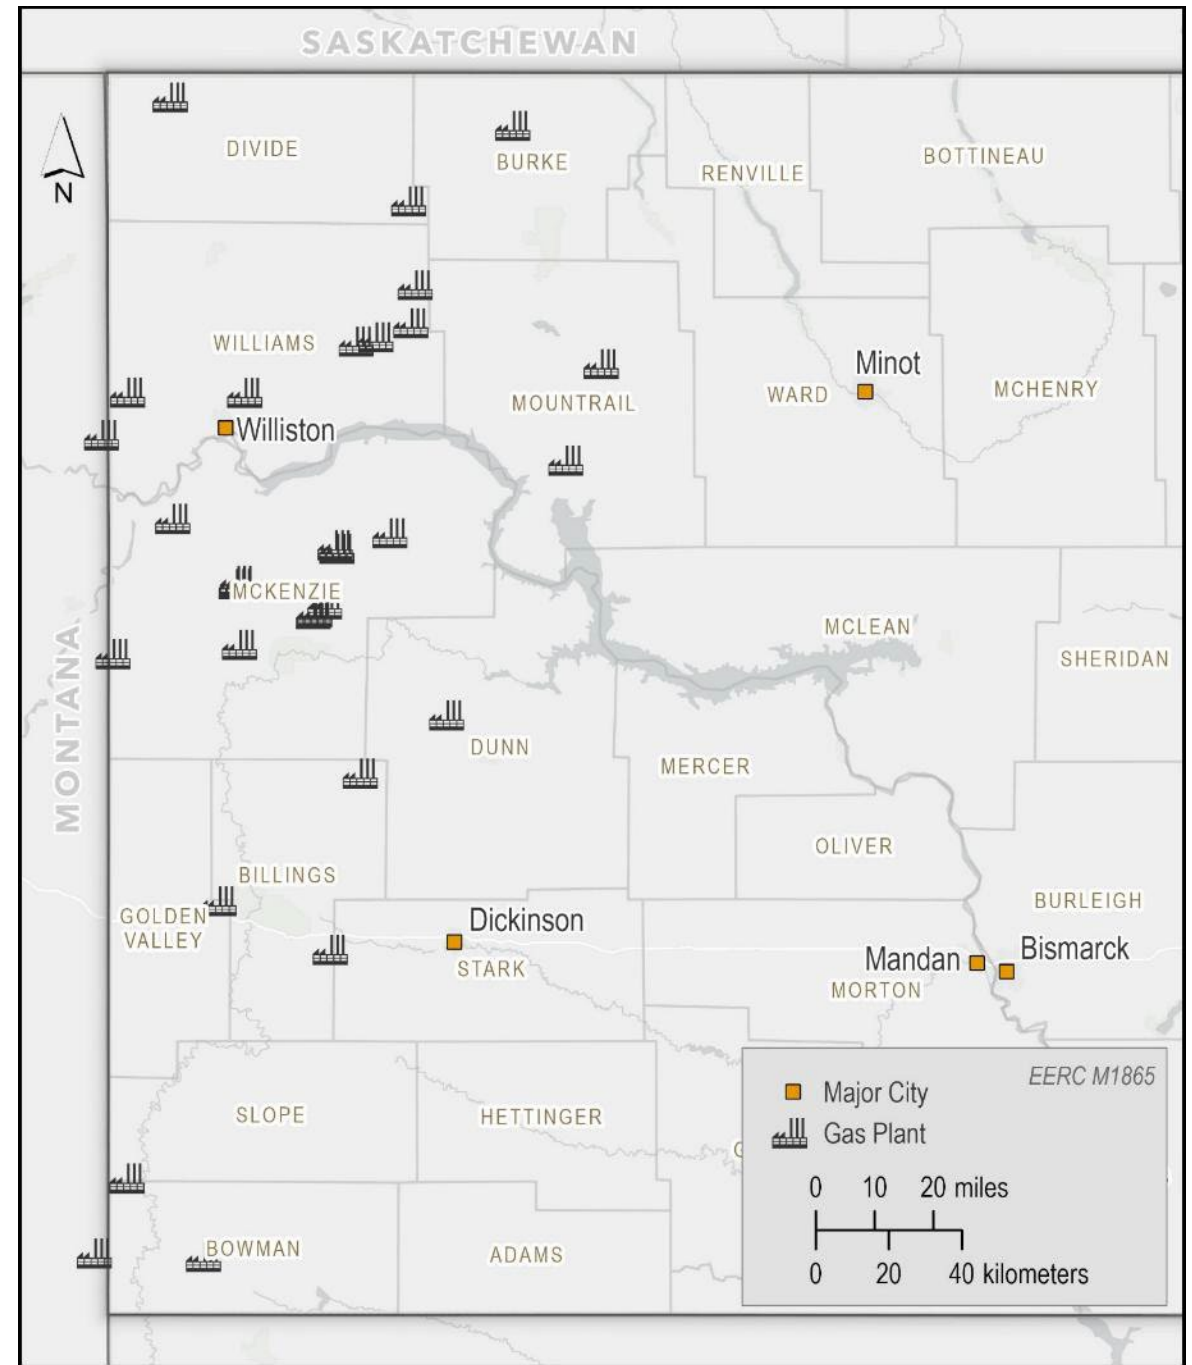 SASKATCHEWAN
N
DIVIDE
BURKE
RENVILLE
BOTTINEAU
WILLIAMS
Minot
MOUNTRAIL
WARD
MCHENRY
Williston
MCKENZIE
MCLEAN
SHERIDAN
MONTANA
DUNN
MERCER
OLIVER
BILLINGS
BURLEIGH
GOLDEN
VALLEY
Dickinson
STARK
Mandan
Bismarck
MORTON
SLOPE
HETTINGER
BOWMAN
ADAMS
EERC M1865
Major City
Gas Plant
0 10 20 miles
0 20 40 kilometers